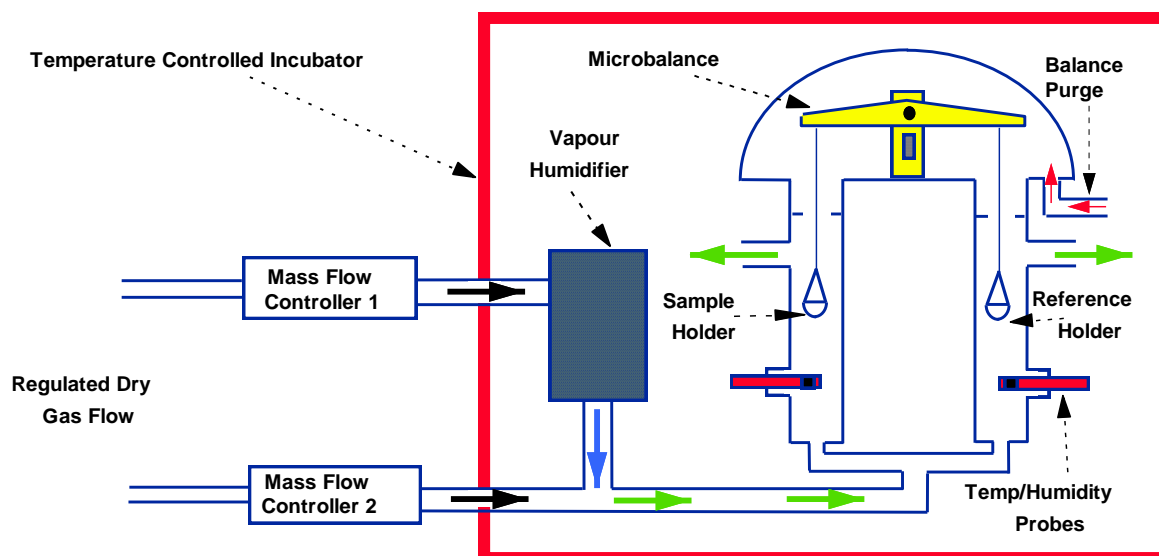 Temperature Controlled Incubator
Microbalance
Balance
Purge
Vapour
Humidifier
Mass Flow
Controller 1
Sample
Holder
Reference
Holder
Regulated Dry
Gas Flow
Mass Flow
Controller 2
Temp/Humidity
Probes